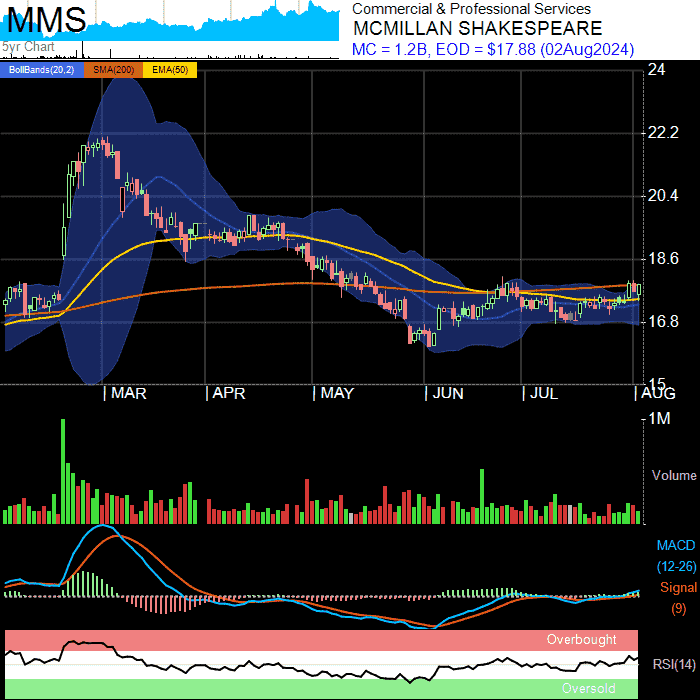 MMS
5yr Chart
Commercial & Professional Services
MCMILLAN SHAKESPEARE
MC = 1.2B, EOD = $17.88 (02Aug2024)
BollBands(20,2) SMA(200) EMA(50)
24
22.2
20.4
18.6
16.8
15
MAR APR MAY JUN JUL AUG
1M
Volume
MACD
(12-26)
Signal
(9)
Overbought
RSI(14)
Oversold